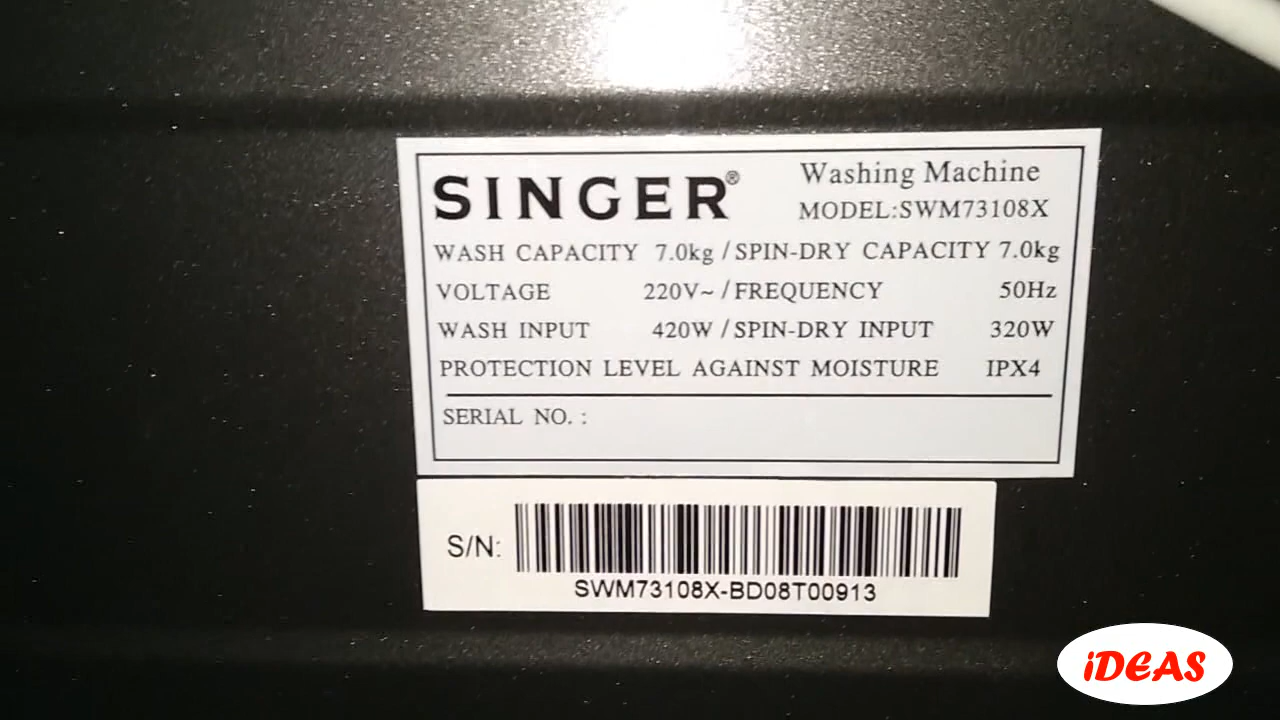 SINGER®
Washing Machine
MODEL:SWM73108X
WASH CAPACITY 7.0kg / SPIN-DRY CAPACITY 7.0kg
VOLTAGE 220V~ / FREQUENCY 50Hz
WASH INPUT 420W / SPIN-DRY INPUT 320W
PROTECTION LEVEL AGAINST MOISTURE IPX4
SERIAL NO. :
S/N:
SWM73108X-BD08T00913
iDEAS